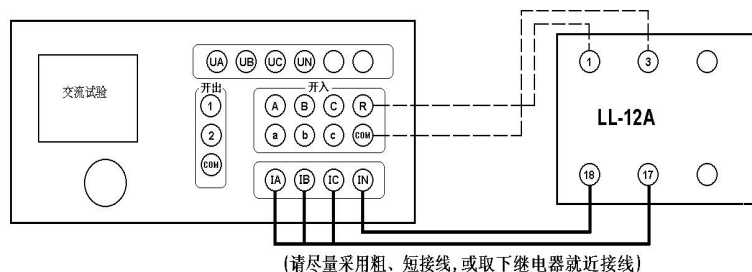 UA UB UC UN
开出
开入
交流试验
1
A B C R
2
a b c COM
COM
IA IB IC IN
1 3
LL-12A
18 17
(请尽量采用粗、短接线,或取下继电器就近接线)